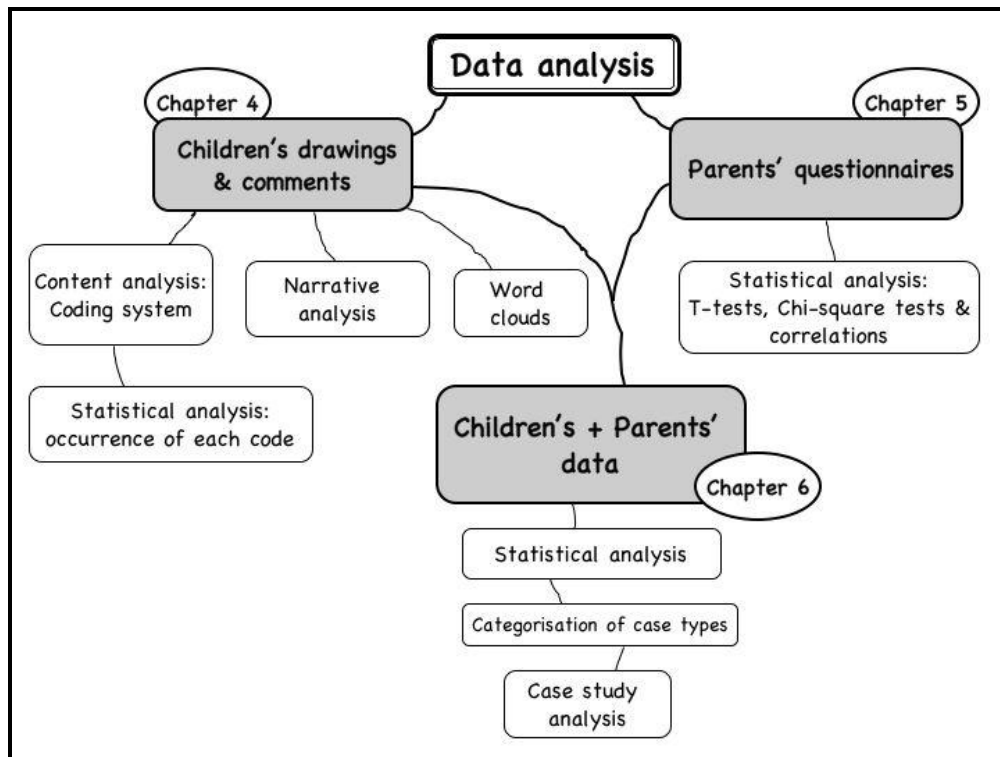 Data analysis
Chapter 4
Children's drawings
& comments
Chapter 5
Parents' questionnaires
Content analysis:
Coding system
Narrative
analysis
Word
clouds
Statistical analysis:
T-tests, Chi-square tests &
correlations
Statistical analysis:
occurrence of each code
Children's + Parents'
data
Chapter 6
Statistical analysis
Categorisation of case types
Case study
analysis